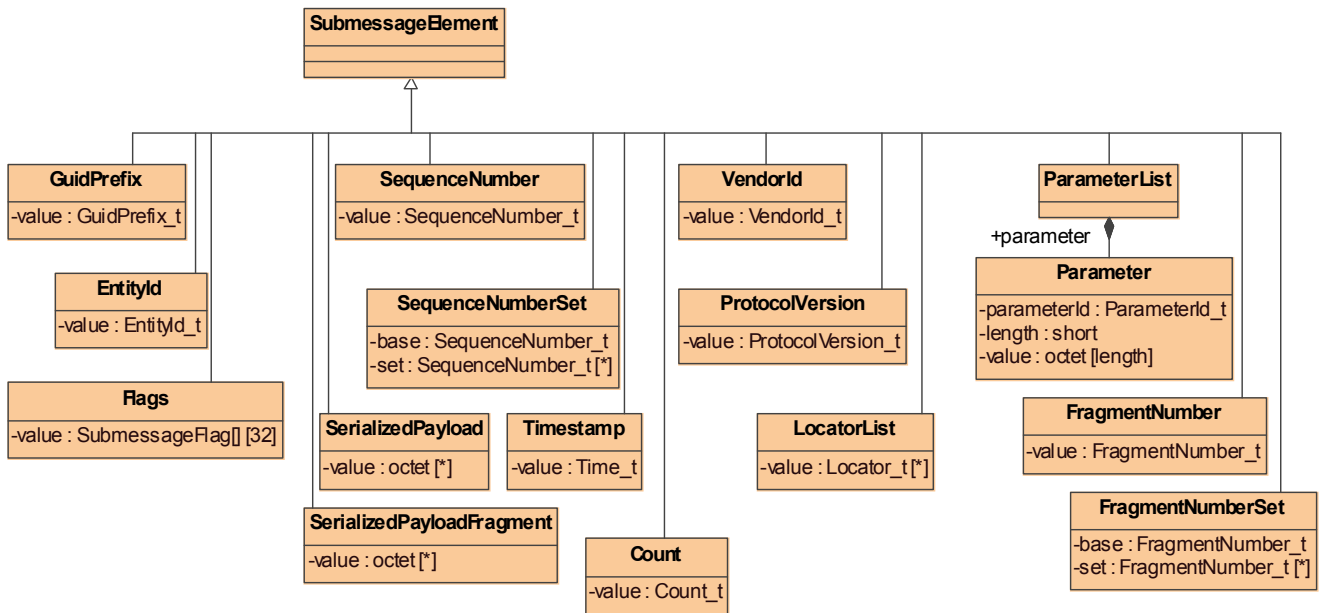 SubmessageElement
GuidPrefix
-value : GuidPrefix_t
SequenceNumber
-value : SequenceNumber_t
VendorId
-value : VendorId_t
ParameterList
+parameter
EntityId
-value : EntityId_t
SequenceNumberSet
-base : SequenceNumber_t
-set : SequenceNumber_t [*]
ProtocolVersion
-value : ProtocolVersion_t
Parameter
-parameterId : ParameterId_t
-length : short
-value : octet [length]
Flags
-value : SubmessageFlag[] [32]
SerializedPayload
-value : octet [*]
Timestamp
-value : Time_t
LocatorList
-value : Locator_t [*]
FragmentNumber
-value : FragmentNumber_t
SerializedPayloadFragment
-value : octet [*]
Count
-value : Count_t
FragmentNumberSet
-base : FragmentNumber_t
-set : FragmentNumber_t [*]